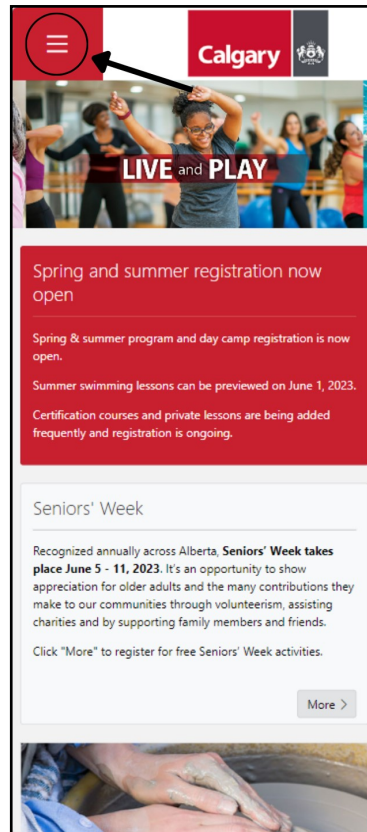 Calgary
LIVE and PLAY
Spring and summer registration now
open
Spring & summer program and day camp registration is now
open.
Summer swimming lessons can be previewed on June 1, 2023.
Certification courses and private lessons are being added
frequently and registration is ongoing.
Seniors' Week
Recognized annually across Alberta, Seniors' Week takes
place June 5 - 11, 2023. It's an opportunity to show
appreciation for older adults and the many contributions they
make to our communities through volunteerism, assisting
charities and by supporting family members and friends.
Click "More" to register for free Seniors' Week activities.
More >